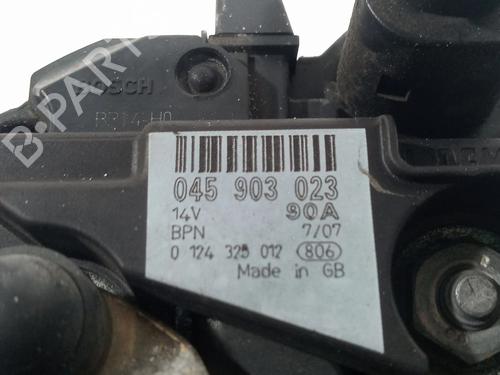 BOSCH
045 903 023
14V 90A
BPN 7/07
0 124 325 012 806
Made in GB
B-PARTS